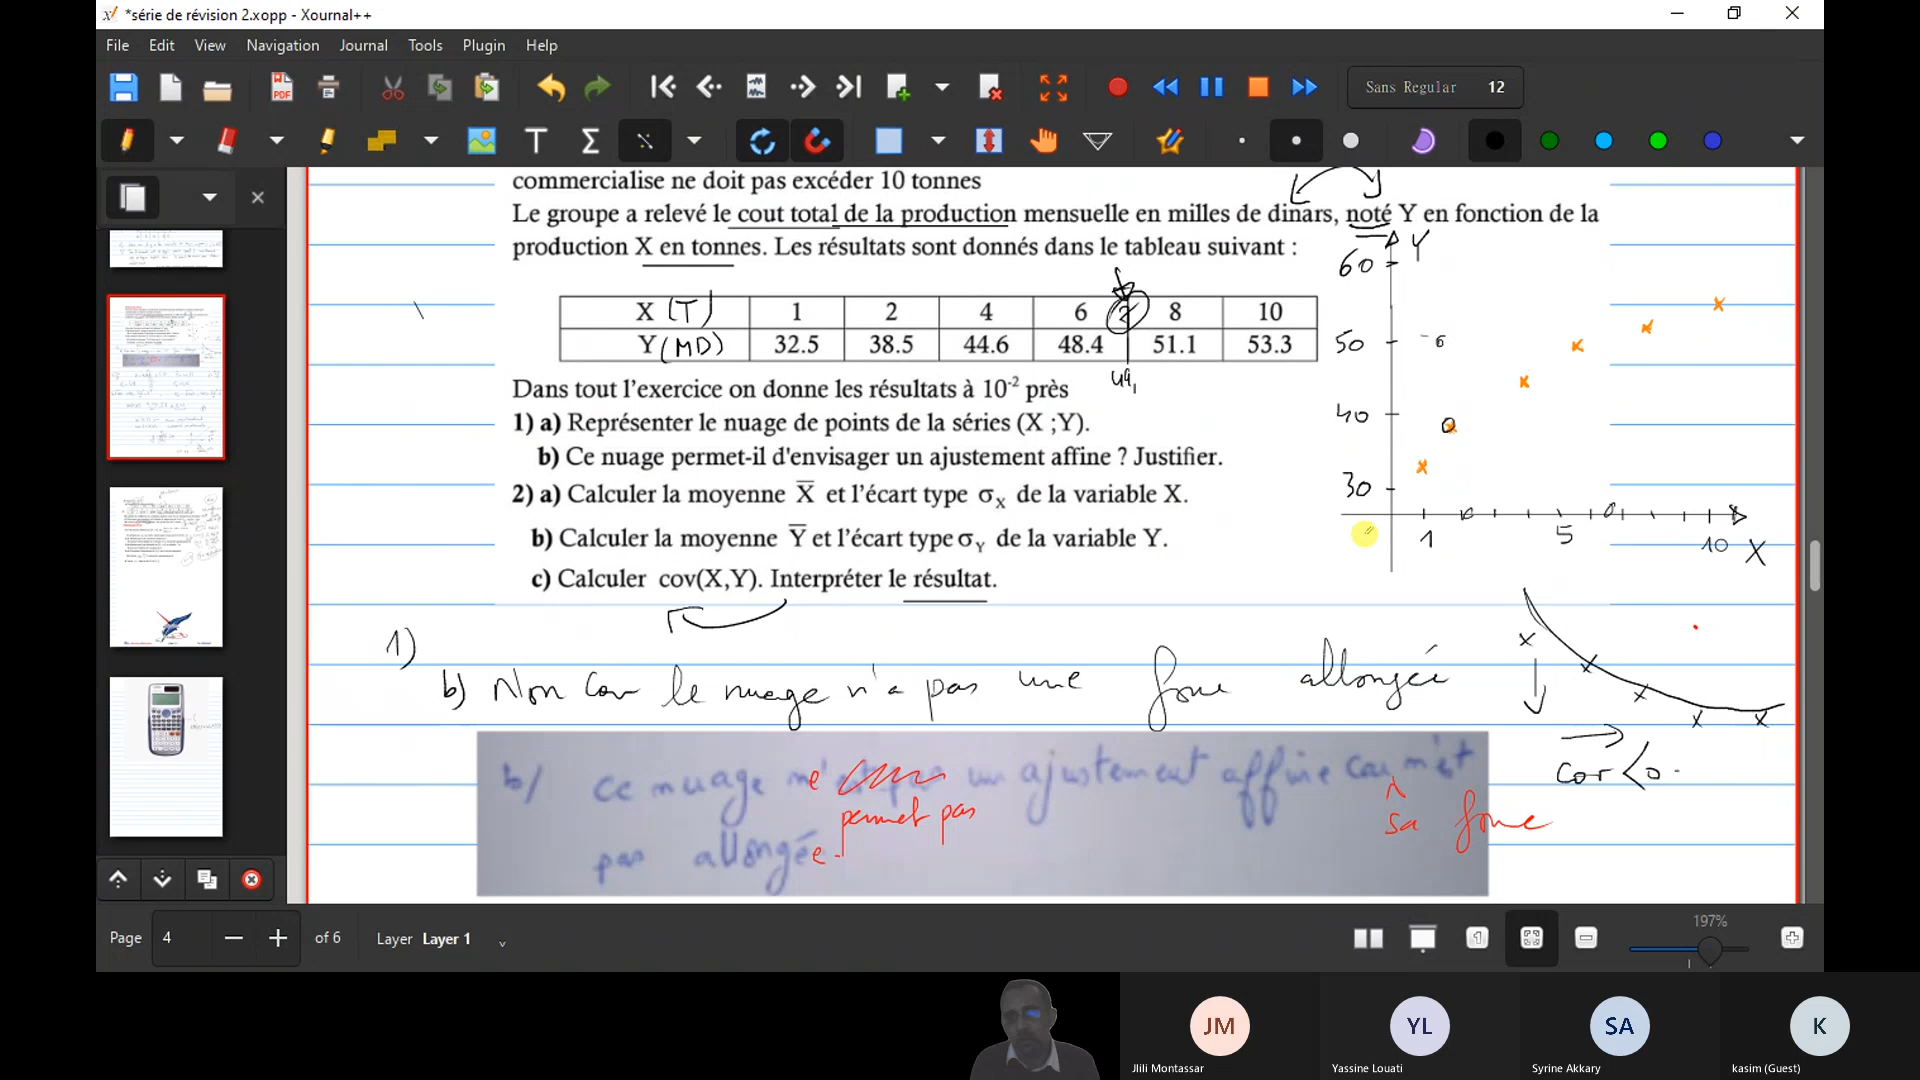 *série de révision 2.xopp - Xournal++
File Edit View Navigation Journal Tools Plugin Help
PDF
Sans Regular 12
T Σ
commercialise ne doit pas excéder 10 tonnes
Le groupe a relevé le cout total de la production mensuelle en milles de dinars, noté Y en fonction de la
production X en tonnes. Les résultats sont donnés dans le tableau suivant :
X (T) 1 2 4 6 7 8 10
Y (MD) 32.5 38.5 44.6 48.4 51.1 53.3
49,
Dans tout l'exercice on donne les résultats à 10⁻² près
1) a) Représenter le nuage de points de la séries (X ;Y).
b) Ce nuage permet-il d'envisager un ajustement affine ? Justifier.
2) a) Calculer la moyenne X̅ et l'écart type σX de la variable X.
b) Calculer la moyenne Y̅ et l'écart type σY de la variable Y.
c) Calculer cov(X,Y). Interpréter le résultat.
Y
60
50
40
30
1 5 10 X
1)
b) Non Car le nuage n'a pas une forme allongée
cov < 0
b/ ce nuage ne un ajustement affine car n'est
permet pas
sa forme
pas allongée.
Page 4 of 6 Layer Layer 1
197%
JM YL SA K
Jlili Montassar Yassine Louati Syrine Akkary kasim (Guest)